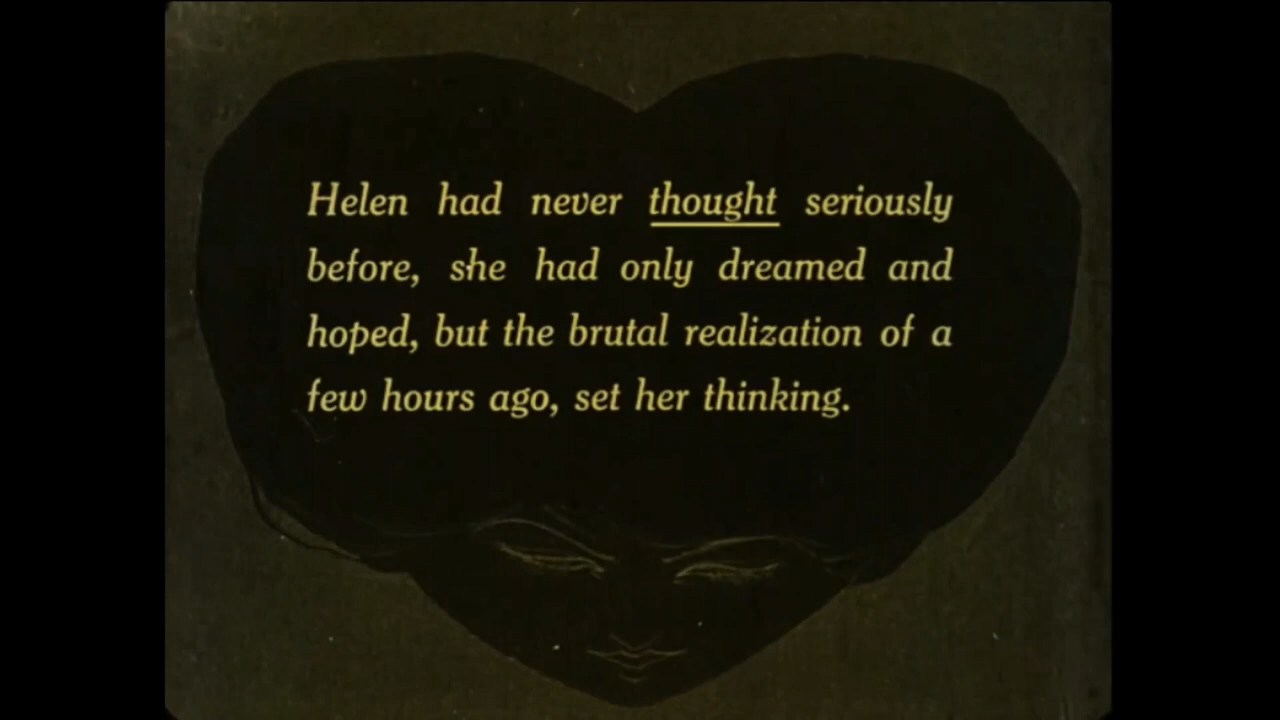 Helen had never thought seriously
before, she had only dreamed and
hoped, but the brutal realization of a
few hours ago, set her thinking.